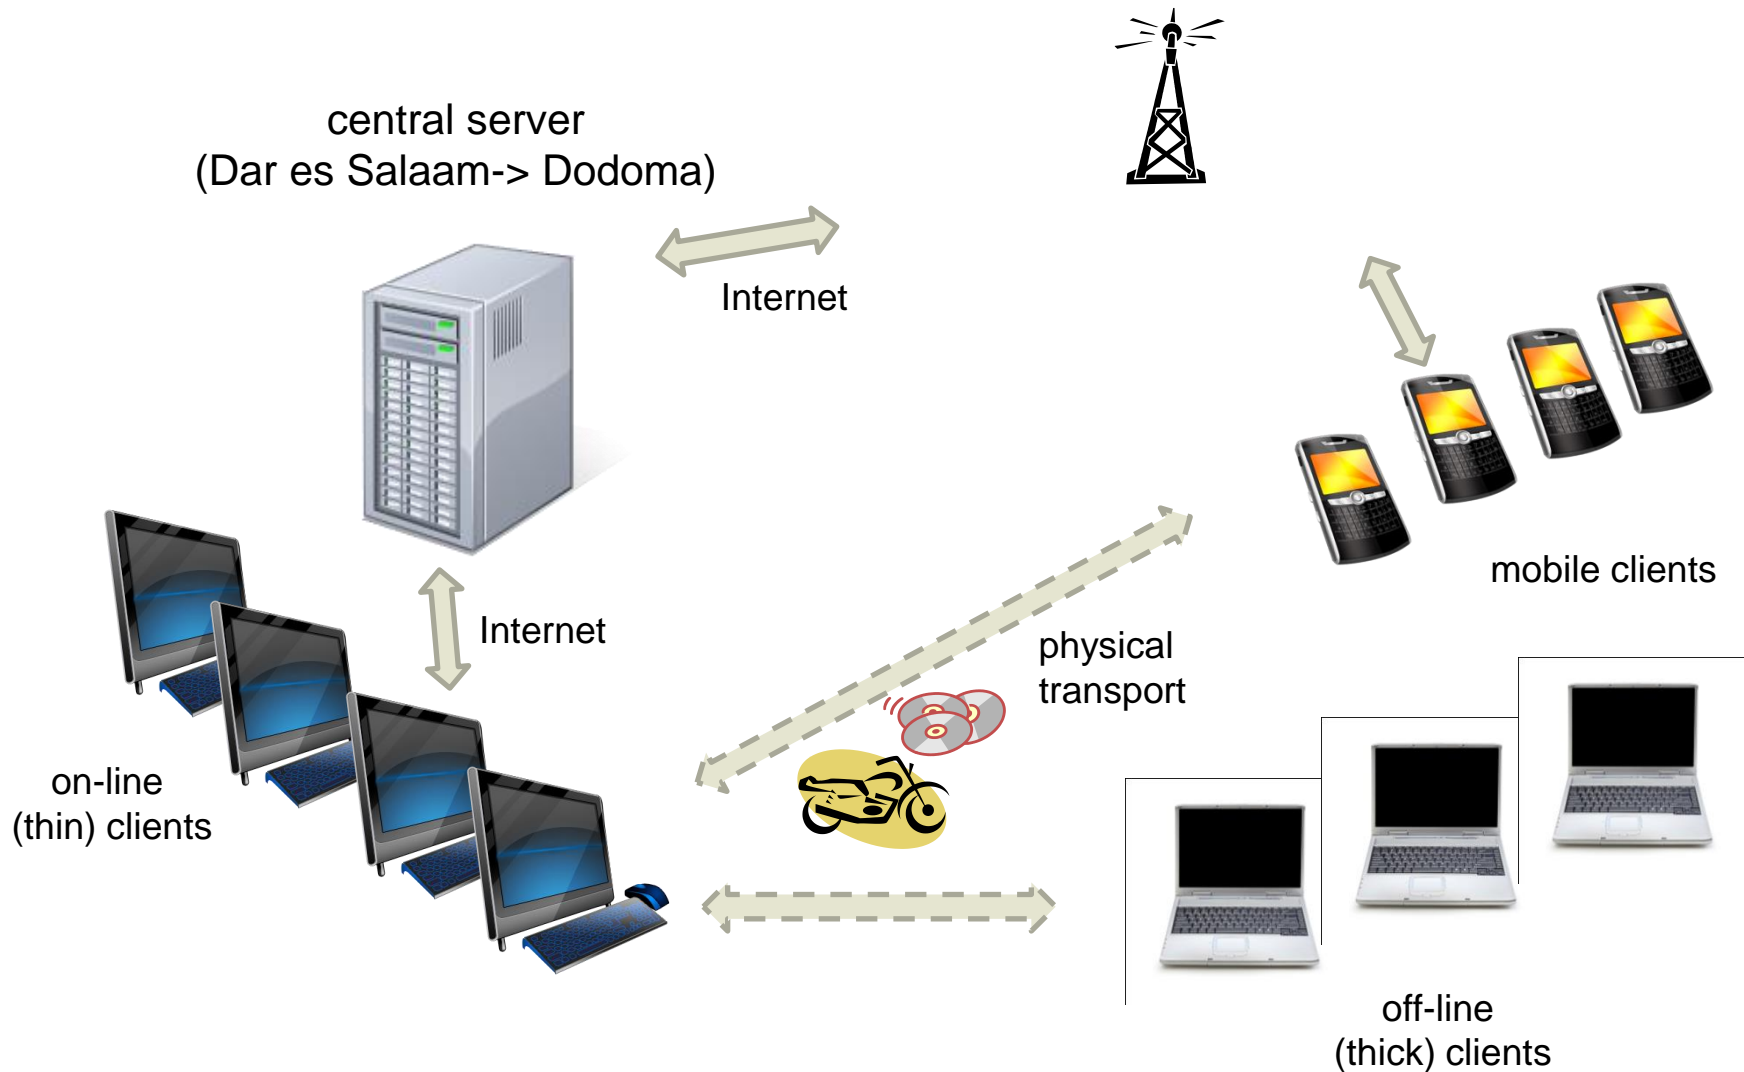 central server
(Dar es Salaam-> Dodoma)
Internet
Internet
mobile clients
physical
transport
on-line
(thin) clients
off-line
(thick) clients